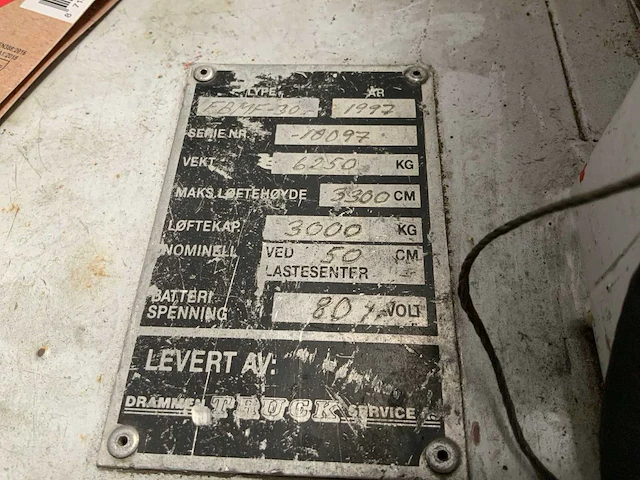 TYPE ÅR
FBMF-30 1997
SERIE NR. -18097
VEKT 6250 KG
MAKS. LØFTEHØYDE 3300 CM
LØFTEKAP. 3000 KG
NOMINELL VED 50 CM
LASTESENTER
BATTERI
SPENNING 80 VOLT
LEVERT AV:
DRAMMEN TRUCK SERVICE